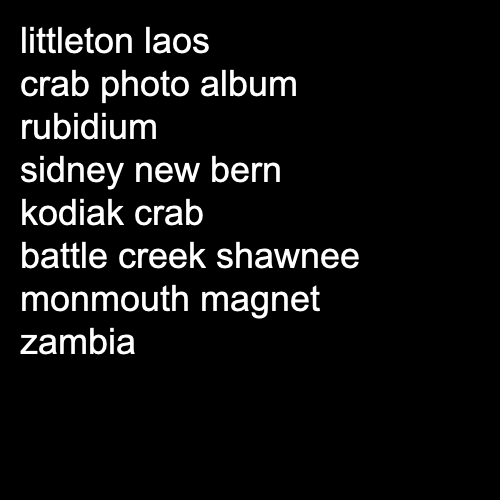 littleton laos
crab photo album
rubidium
sidney new bern
kodiak crab
battle creek shawnee
monmouth magnet
zambia